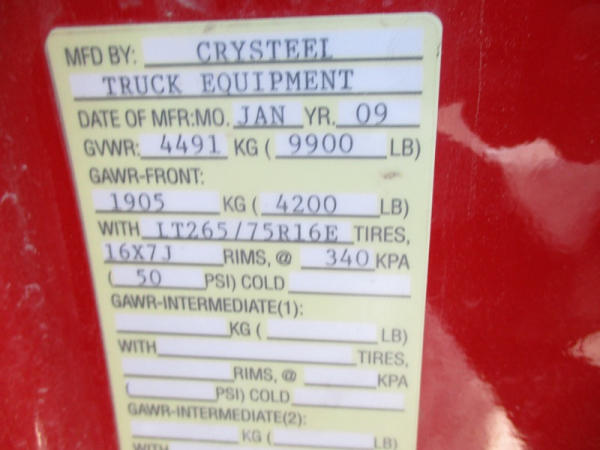 MFD BY: CRYSTEEL
TRUCK EQUIPMENT
DATE OF MFR:MO. JAN YR. 09
GVWR: 4491 KG ( 9900 LB)
GAWR-FRONT:
1905 KG ( 4200 LB)
WITH LT265/75R16E TIRES,
16X7J RIMS, @ 340 KPA
( 50 PSI) COLD
GAWR-INTERMEDIATE(1):
KG ( LB)
WITH TIRES,
RIMS, @ KPA
( PSI) COLD
GAWR-INTERMEDIATE(2):
KG ( LB)
WITH